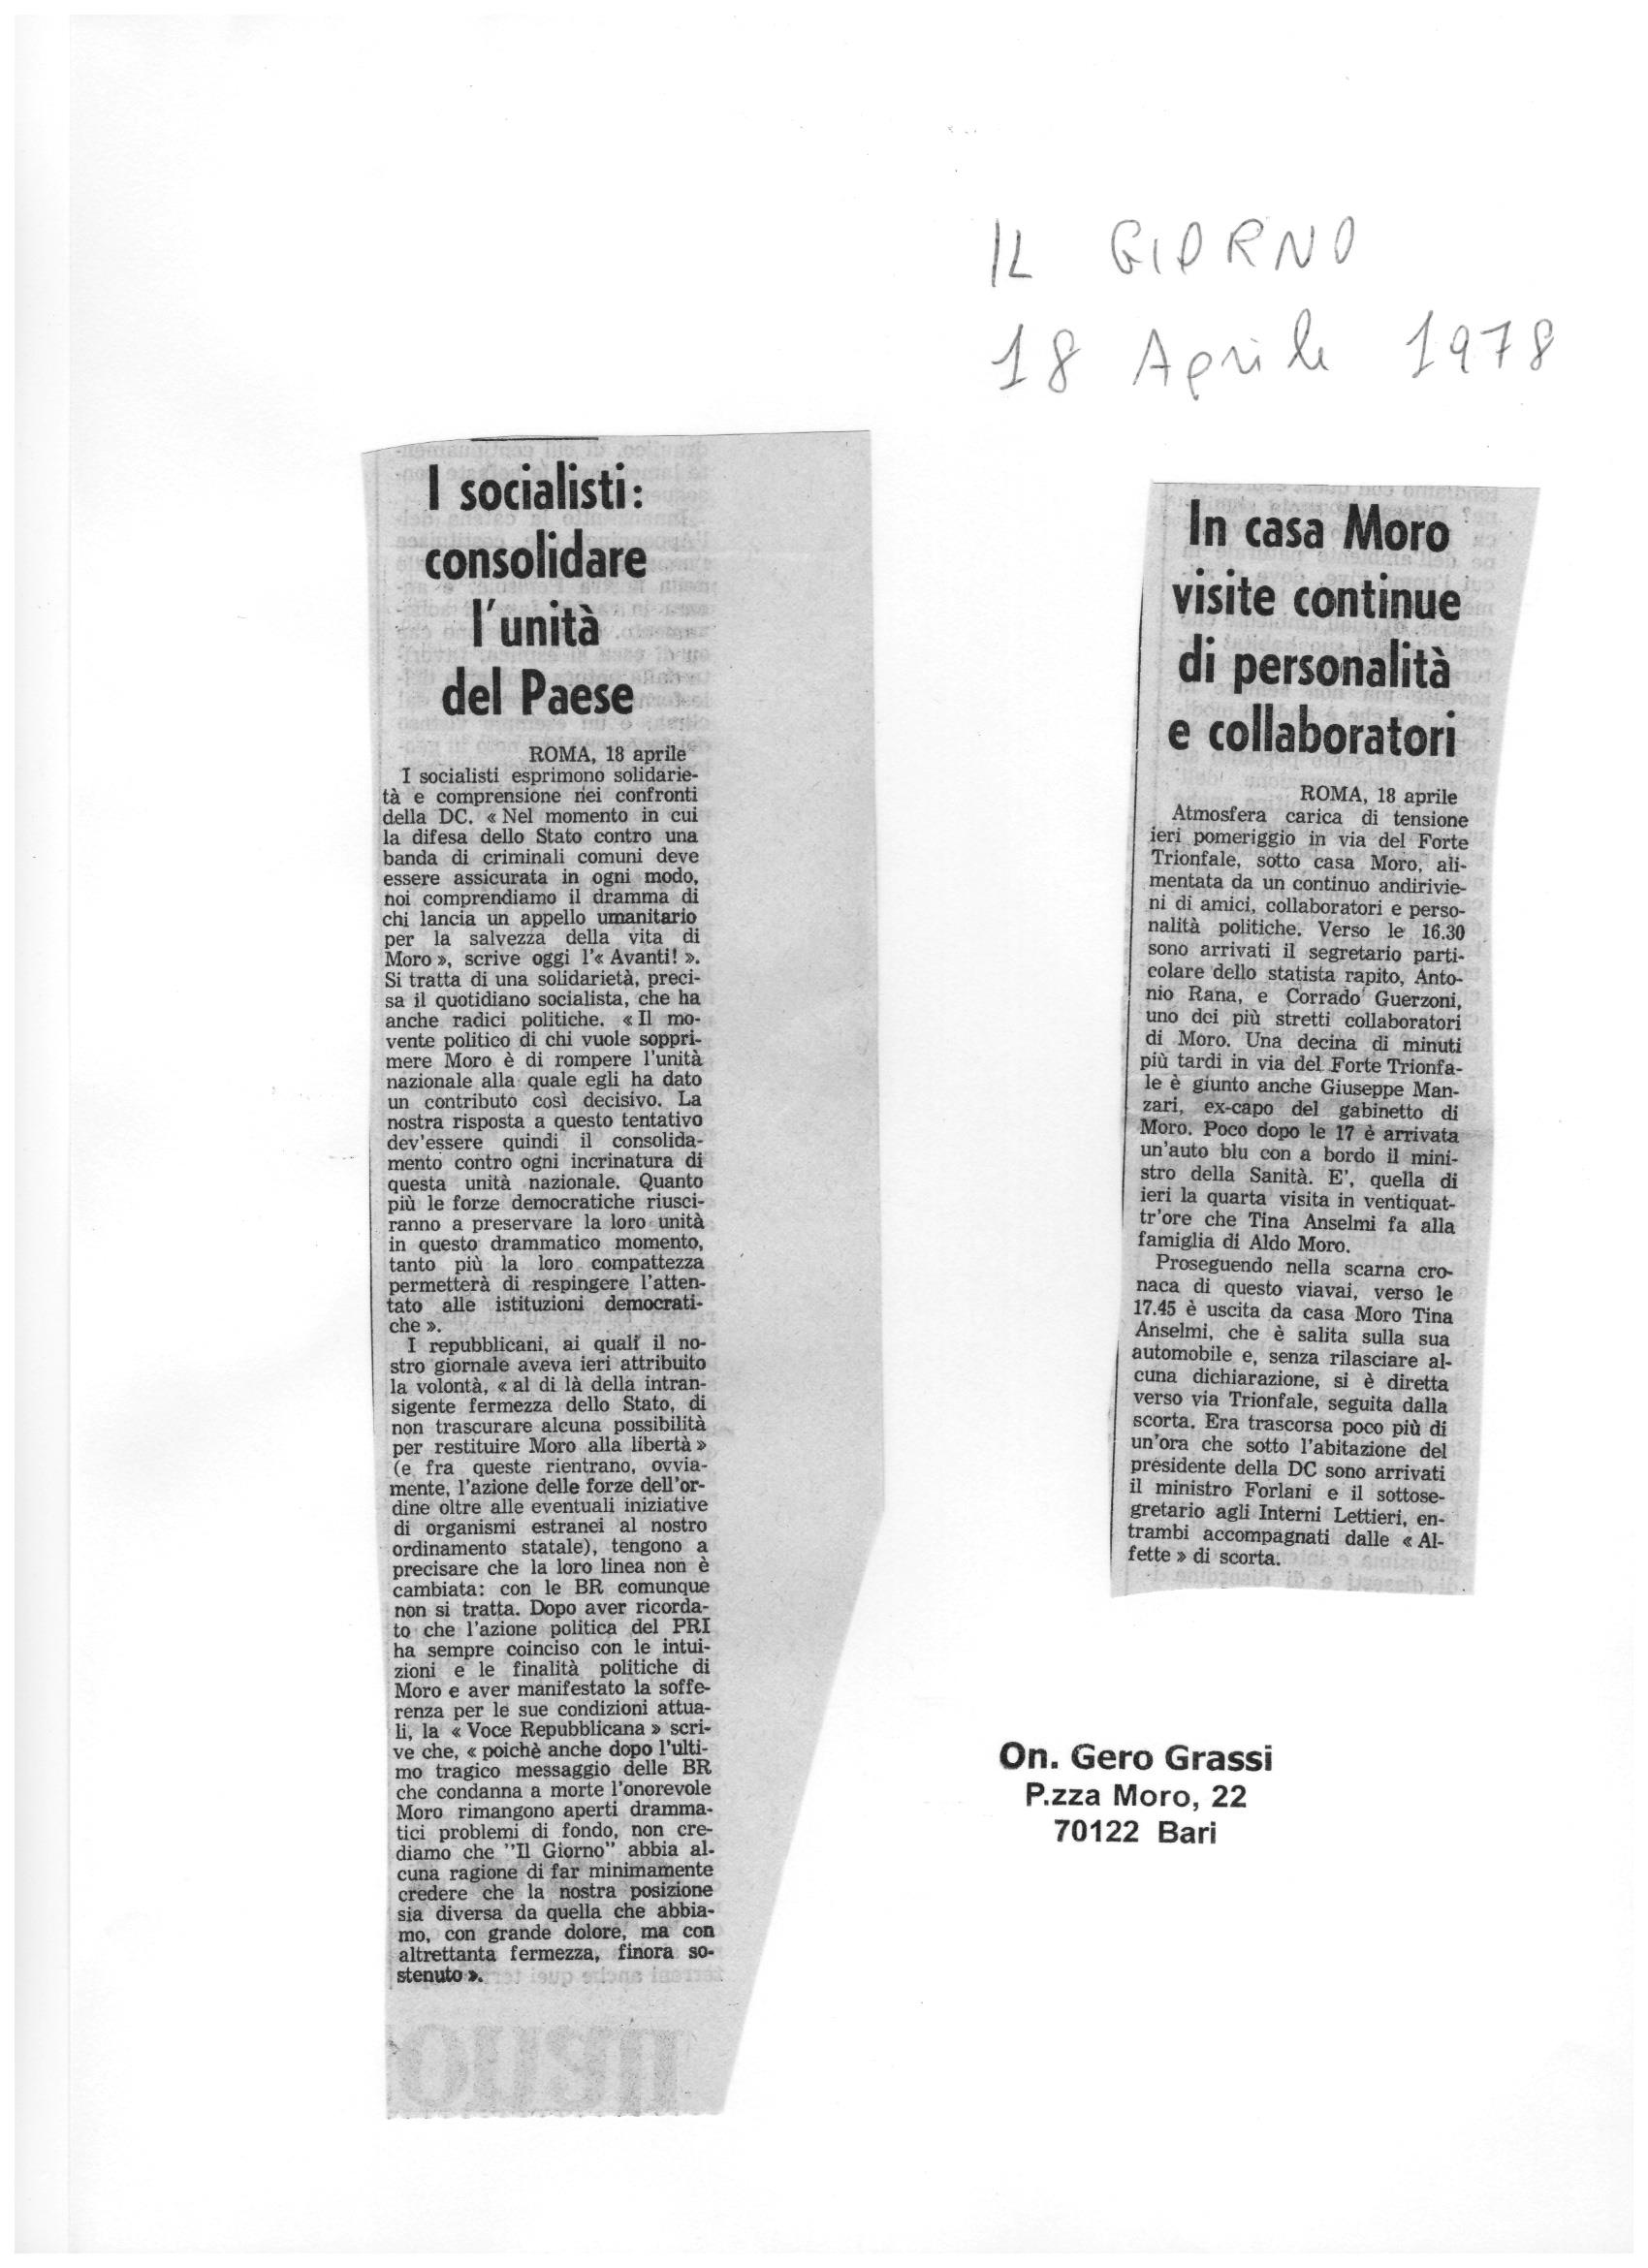 IL GIORNO
18 Aprile 1978
I socialisti:
consolidare
l'unità
del Paese
ROMA, 18 aprile
I socialisti esprimono solidarie-
tà e comprensione nei confronti
della DC. « Nel momento in cui
la difesa dello Stato contro una
banda di criminali comuni deve
essere assicurata in ogni modo,
noi comprendiamo il dramma di
chi lancia un appello umanitario
per la salvezza della vita di
Moro », scrive oggi l'« Avanti! ».
Si tratta di una solidarietà, preci-
sa il quotidiano socialista, che ha
anche radici politiche. « Il mo-
vente politico di chi vuole soppri-
mere Moro è di rompere l'unità
nazionale alla quale egli ha dato
un contributo così decisivo. La
nostra risposta a questo tentativo
dev'essere quindi il consolida-
mento contro ogni incrinatura di
questa unità nazionale. Quanto
più le forze democratiche riusci-
ranno a preservare la loro unità
in questo drammatico momento,
tanto più la loro compattezza
permetterà di respingere l'atten-
tato alle istituzioni democrati-
che ».
I repubblicani, ai quali il no-
stro giornale aveva ieri attribuito
la volontà, « al di là della intran-
sigente fermezza dello Stato, di
non trascurare alcuna possibilità
per restituire Moro alla libertà »
(e fra queste rientrano, ovvia-
mente, l'azione delle forze dell'or-
dine oltre alle eventuali iniziative
di organismi estranei al nostro
ordinamento statale), tengono a
precisare che la loro linea non è
cambiata: con le BR comunque
non si tratta. Dopo aver ricorda-
to che l'azione politica del PRI
ha sempre coinciso con le intui-
zioni e le finalità politiche di
Moro e aver manifestato la soffe-
renza per le sue condizioni attua-
li, la « Voce Repubblicana » scri-
ve che, « poichè anche dopo l'ulti-
mo tragico messaggio delle BR
che condanna a morte l'onorevole
Moro rimangono aperti dramma-
tici problemi di fondo, non cre-
diamo che "Il Giorno" abbia al-
cuna ragione di far minimamente
credere che la nostra posizione
sia diversa da quella che abbia-
mo, con grande dolore, ma con
altrettanta fermezza, finora so-
stenuto ».
In casa Moro
visite continue
di personalità
e collaboratori
ROMA, 18 aprile
Atmosfera carica di tensione
ieri pomeriggio in via del Forte
Trionfale, sotto casa Moro, ali-
mentata da un continuo andirivie-
ni di amici, collaboratori e perso-
nalità politiche. Verso le 16.30
sono arrivati il segretario parti-
colare dello statista rapito, Anto-
nio Rana, e Corrado Guerzoni,
uno dei più stretti collaboratori
di Moro. Una decina di minuti
più tardi in via del Forte Trionfa-
le è giunto anche Giuseppe Man-
zari, ex-capo del gabinetto di
Moro. Poco dopo le 17 è arrivata
un'auto blu con a bordo il mini-
stro della Sanità. E', quella di
ieri la quarta visita in ventiquat-
tr'ore che Tina Anselmi fa alla
famiglia di Aldo Moro.
Proseguendo nella scarna cro-
naca di questo viavai, verso le
17.45 è uscita da casa Moro Tina
Anselmi, che è salita sulla sua
automobile e, senza rilasciare al-
cuna dichiarazione, si è diretta
verso via Trionfale, seguita dalla
scorta. Era trascorsa poco più di
un'ora che sotto l'abitazione del
presidente della DC sono arrivati
il ministro Forlani e il sottose-
gretario agli Interni Lettieri, en-
trambi accompagnati dalle « Al-
fette » di scorta.
On. Gero Grassi
P.zza Moro, 22
70122 Bari